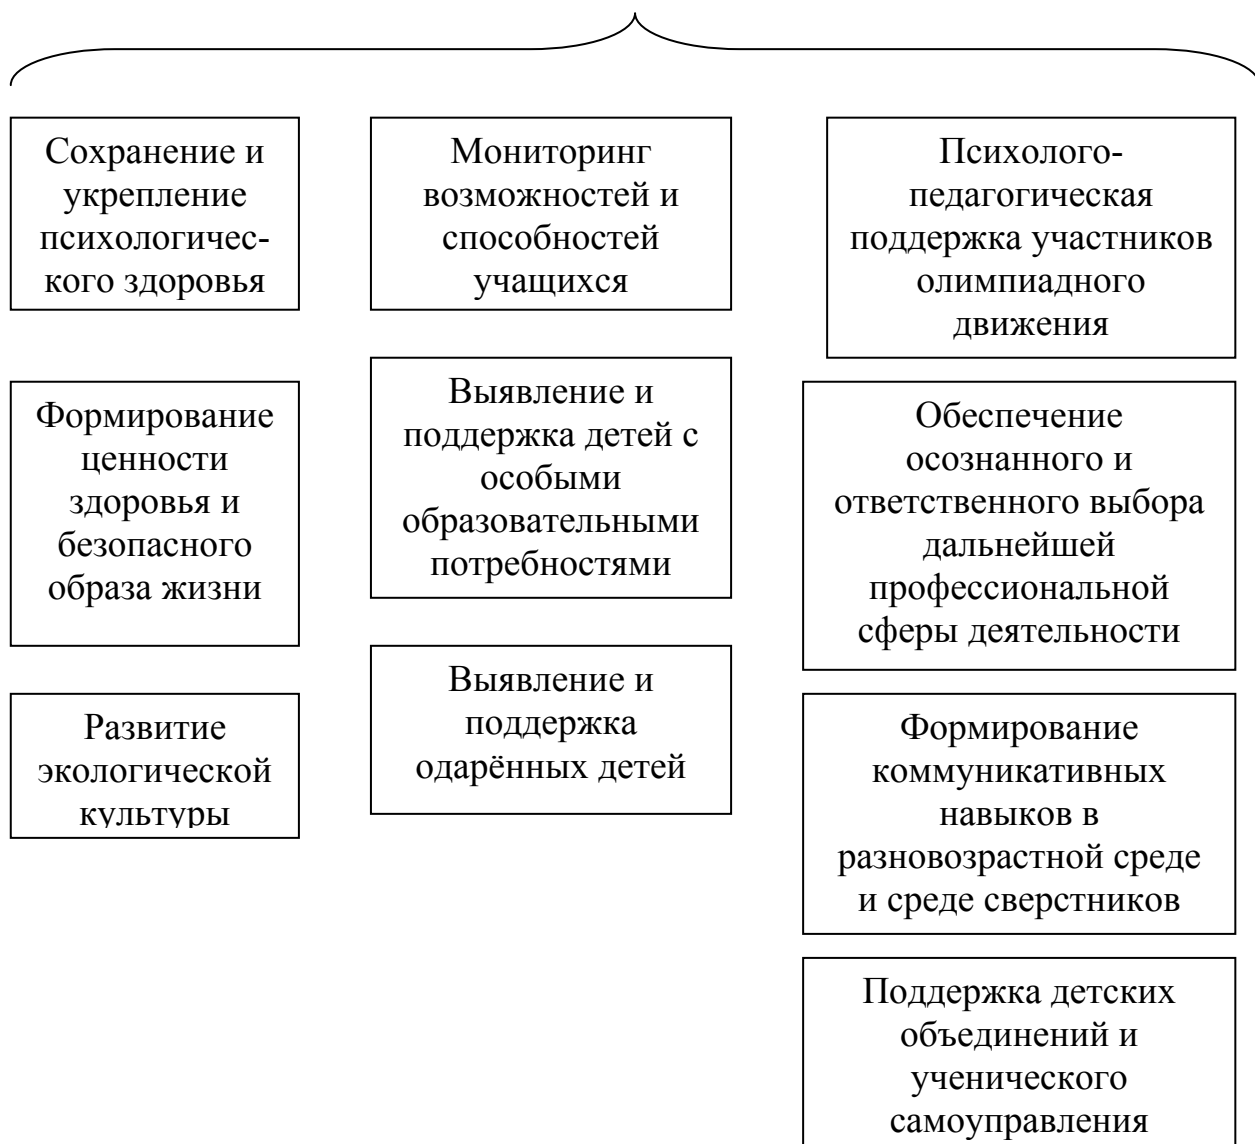 Сохранение и
укрепление
психологичес-
кого здоровья
Формирование
ценности
здоровья и
безопасного
образа жизни
Развитие
экологической
культуры
Мониторинг
возможностей и
способностей
учащихся
Выявление и
поддержка детей с
особыми
образовательными
потребностями
Выявление и
поддержка
одарённых детей
Психолого-
педагогическая
поддержка участников
олимпиадного
движения
Обеспечение
осознанного и
ответственного выбора
дальнейшей
профессиональной
сферы деятельности
Формирование
коммуникативных
навыков в
разновозрастной среде
и среде сверстников
Поддержка детских
объединений и
ученического
самоуправления